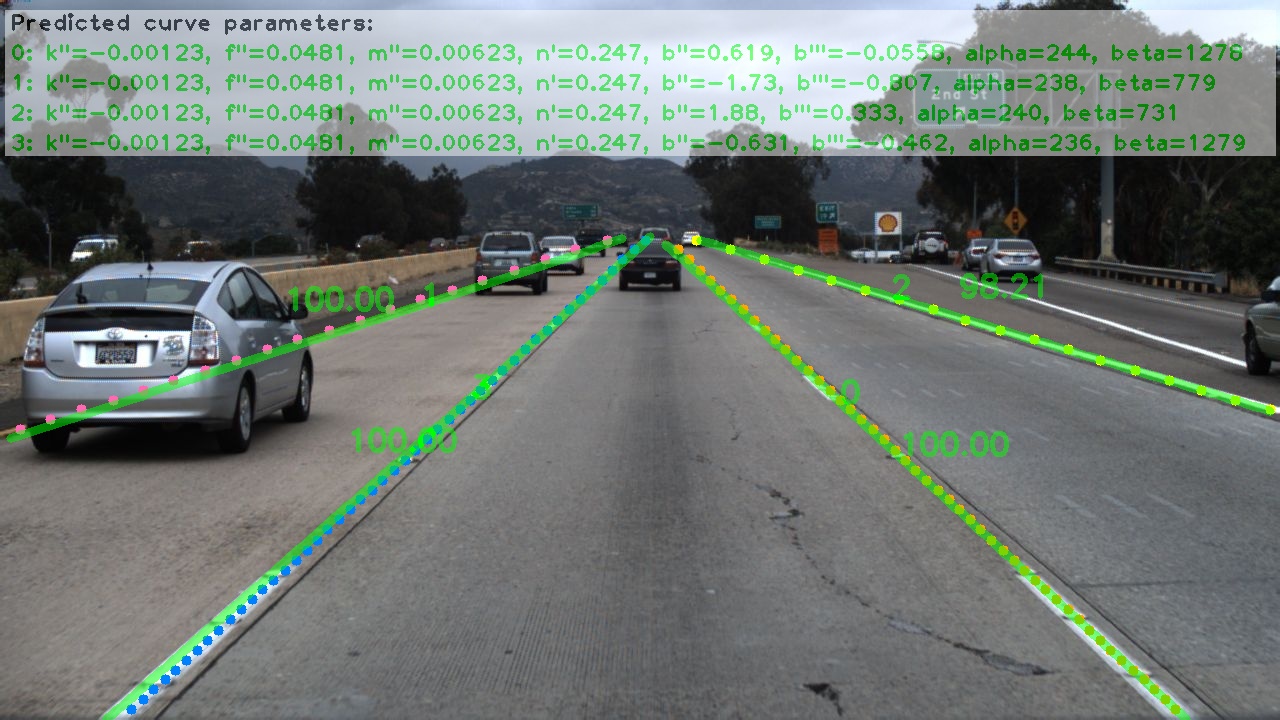 Predicted curve parameters:
0: k''=-0.00123, f''=0.0481, m''=0.00623, n'=0.247, b''=0.619, b'''=-0.0558, alpha=244, beta=1278
1: k''=-0.00123, f''=0.0481, m''=0.00623, n'=0.247, b''=-1.73, b'''=-0.807, alpha=238, beta=779
2nd St
2: k''=-0.00123, f''=0.0481, m''=0.00623, n'=0.247, b''=1.88, b'''=0.333, alpha=240, beta=731
3: k''=-0.00123, f''=0.0481, m''=0.00623, n'=0.247, b''=-0.631, b'''=-0.462, alpha=236, beta=1279
EXIT
100.00 1
2 98.21
0
100.00
100.00